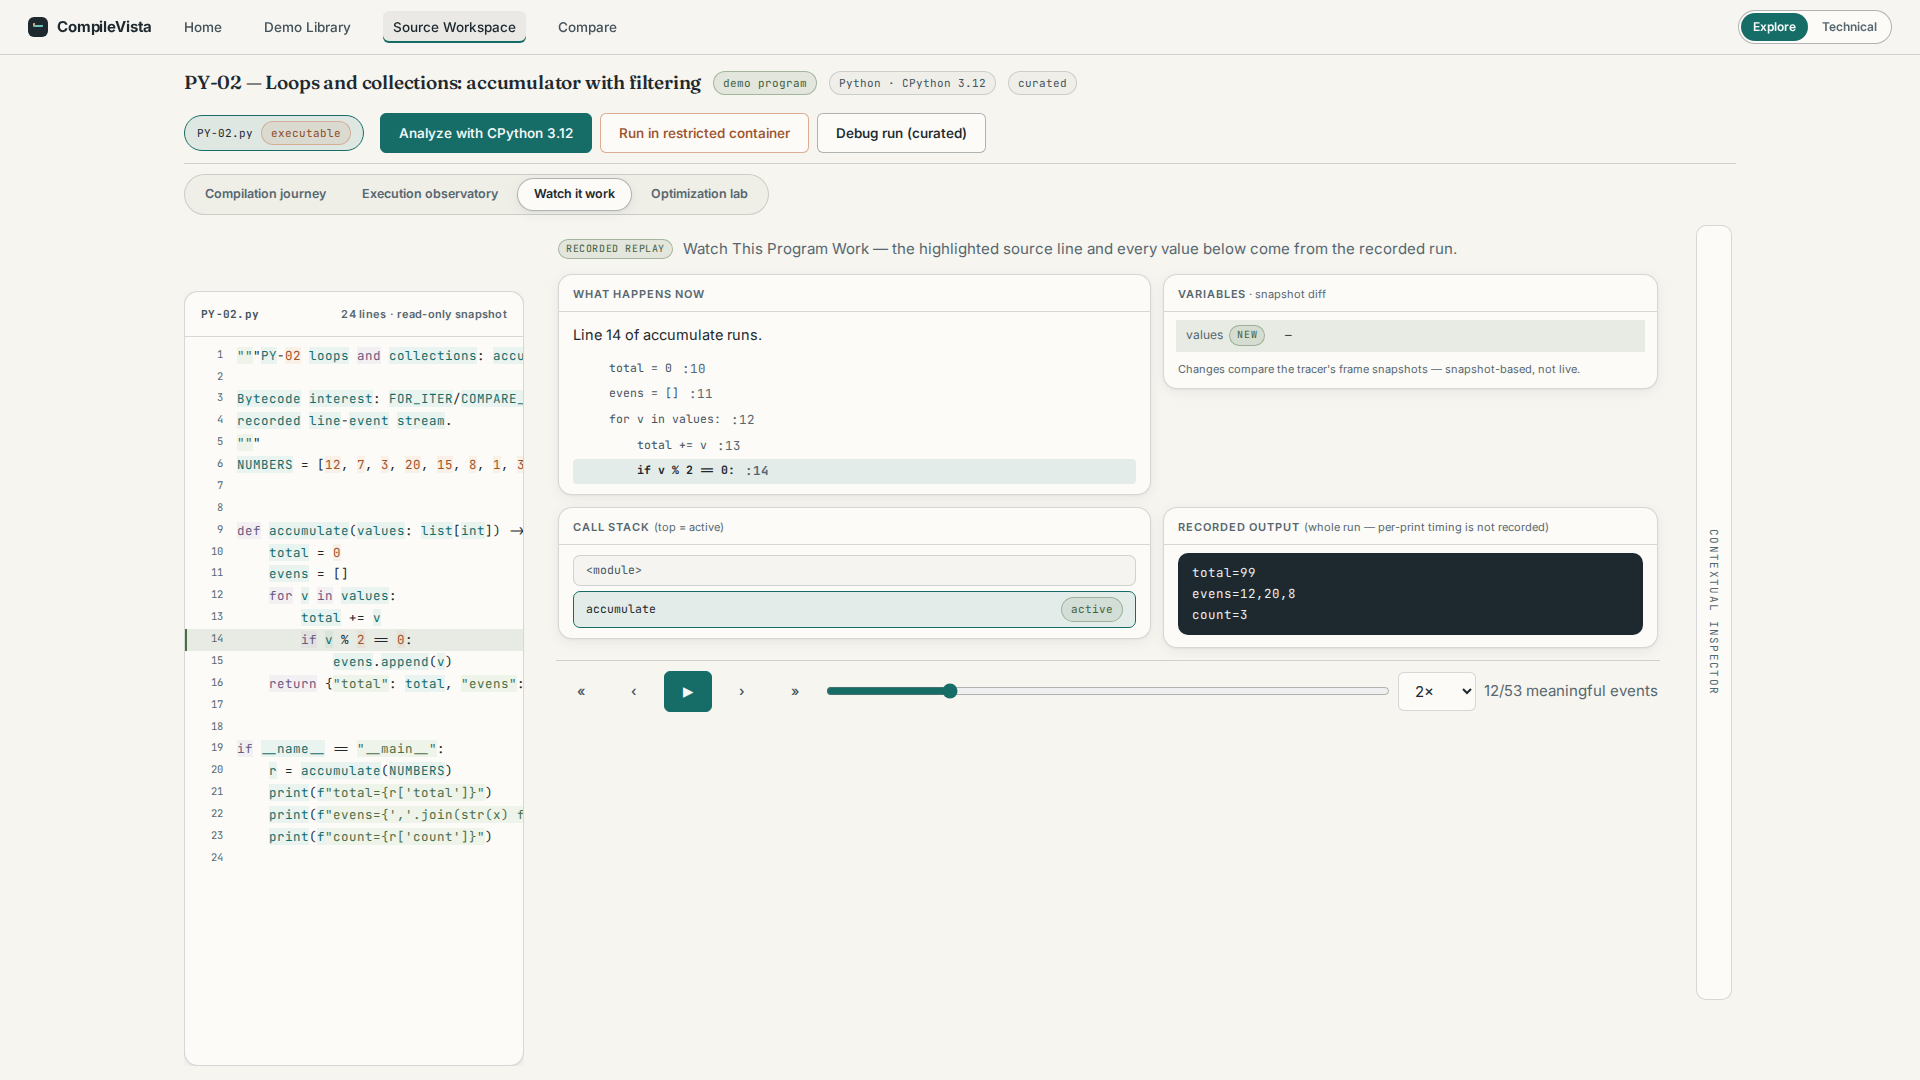 CompileVista
Home
Demo Library
Source Workspace
Compare
Explore
Technical
PY-02 — Loops and collections: accumulator with filtering
demo program
Python · CPython 3.12
curated
PY-02.py
executable
Analyze with CPython 3.12
Run in restricted container
Debug run (curated)
Compilation journey
Execution observatory
Watch it work
Optimization lab
PY-02.py
24 lines · read-only snapshot
1 """PY-02 loops and collections: accu
2
3 Bytecode interest: FOR_ITER/COMPARE_
4 recorded line-event stream.
5 """
6 NUMBERS = [12, 7, 3, 20, 15, 8, 1, 3
7
8
9 def accumulate(values: list[int]) ->
10 total = 0
11 evens = []
12 for v in values:
13 total += v
14 if v % 2 == 0:
15 evens.append(v)
16 return {"total": total, "evens":
17
18
19 if __name__ == "__main__":
20 r = accumulate(NUMBERS)
21 print(f"total={r['total']}")
22 print(f"evens={','.join(str(x) f
23 print(f"count={r['count']}")
24
RECORDED REPLAY
Watch This Program Work — the highlighted source line and every value below come from the recorded run.
WHAT HAPPENS NOW
Line 14 of accumulate runs.
total = 0 :10
evens = [] :11
for v in values: :12
total += v :13
if v % 2 == 0: :14
VARIABLES · snapshot diff
values NEW —
Changes compare the tracer's frame snapshots — snapshot-based, not live.
CALL STACK (top = active)
<module>
accumulate
active
RECORDED OUTPUT (whole run — per-print timing is not recorded)
total=99
evens=12,20,8
count=3
« ‹ ▶ › »
2×
12/53 meaningful events
CONTEXTUAL INSPECTOR